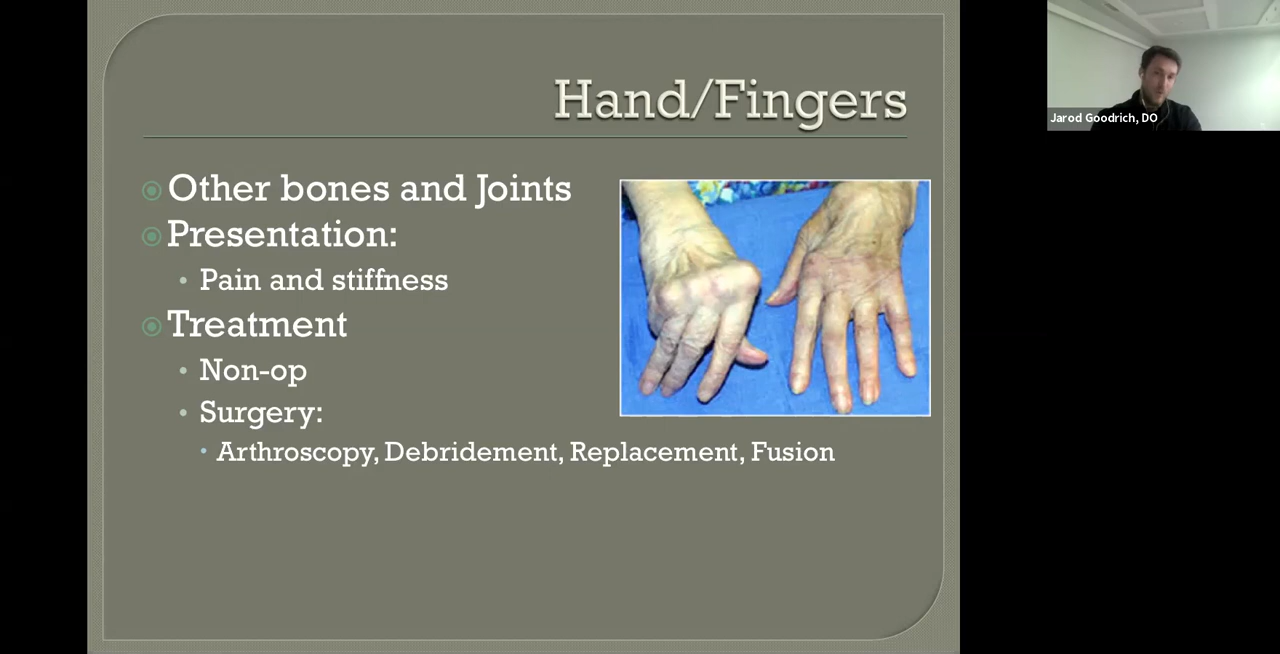 Hand/Fingers
Other bones and Joints
Presentation:
Pain and stiffness
Treatment
Non-op
Surgery:
Arthroscopy, Debridement, Replacement, Fusion
Jarod Goodrich, DO